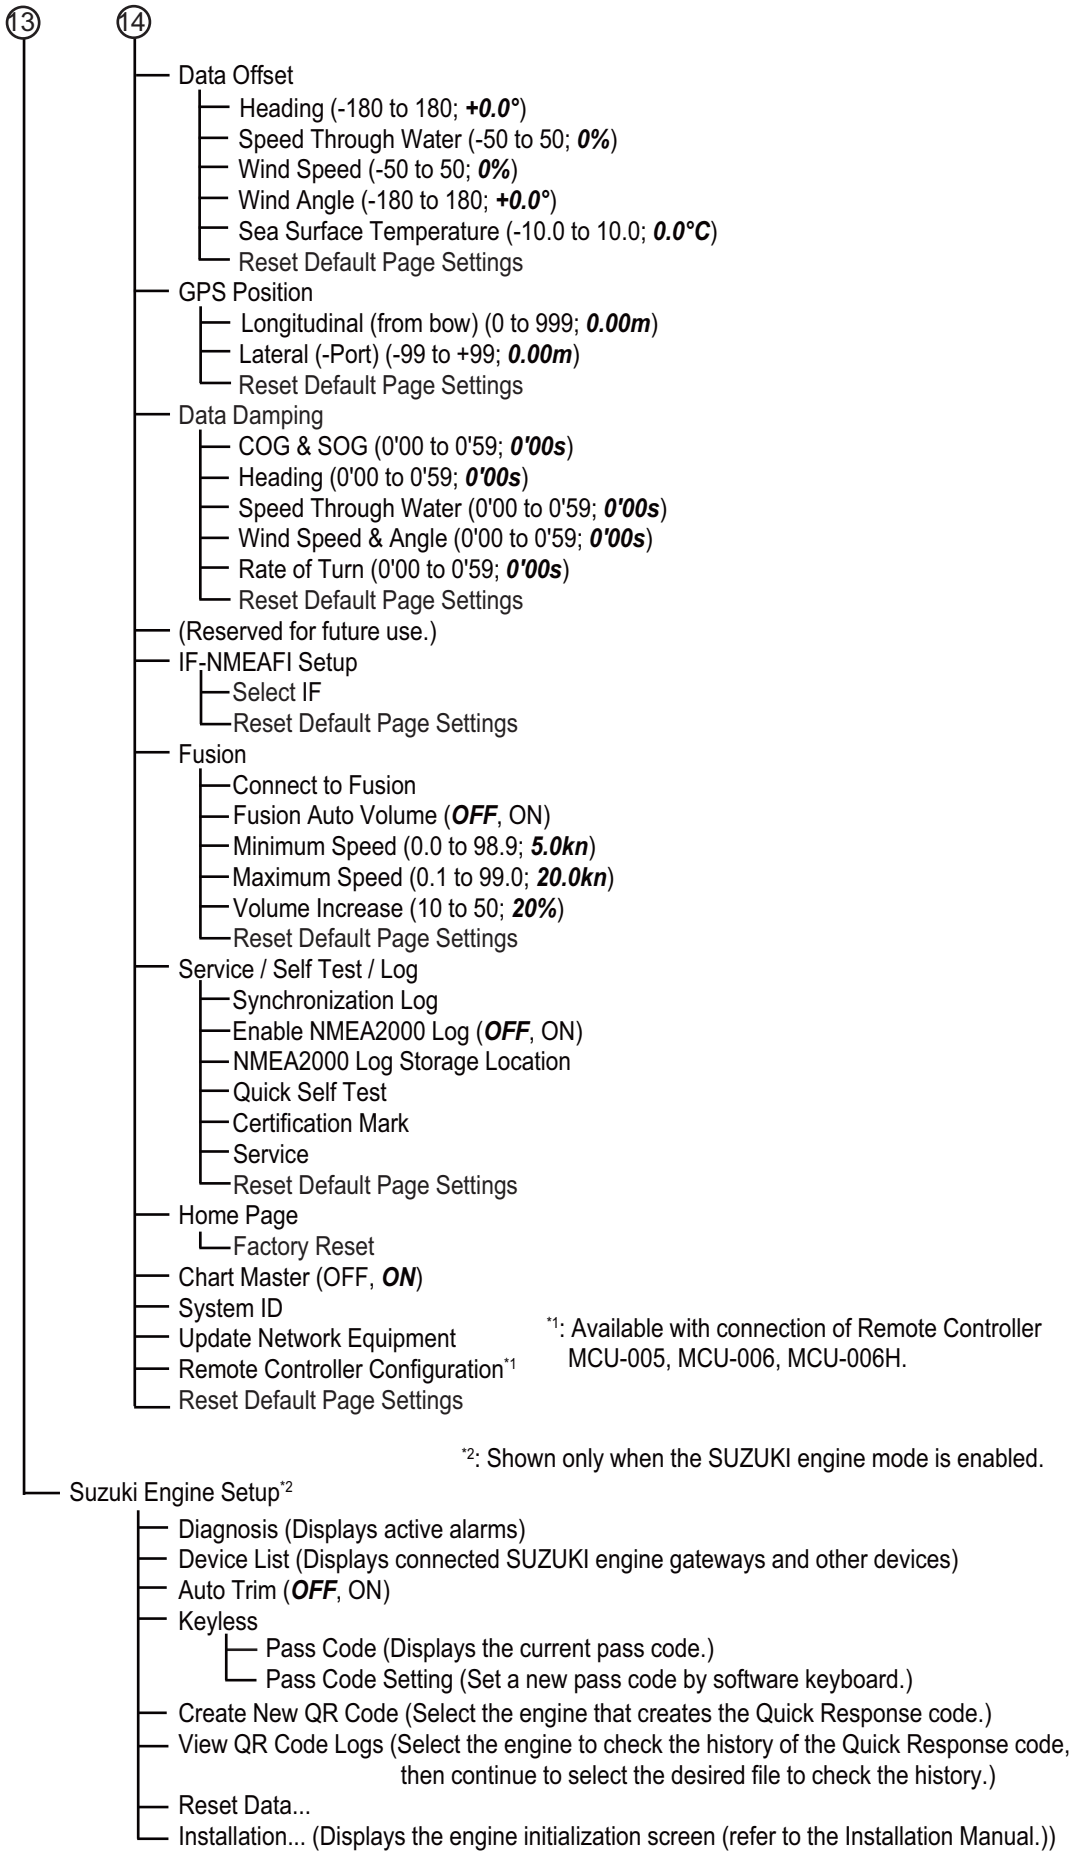 13 14
Data Offset
Heading (-180 to 180; +0.0°)
Speed Through Water (-50 to 50; 0%)
Wind Speed (-50 to 50; 0%)
Wind Angle (-180 to 180; +0.0°)
Sea Surface Temperature (-10.0 to 10.0; 0.0°C)
Reset Default Page Settings
GPS Position
Longitudinal (from bow) (0 to 999; 0.00m)
Lateral (-Port) (-99 to +99; 0.00m)
Reset Default Page Settings
Data Damping
COG & SOG (0'00 to 0'59; 0'00s)
Heading (0'00 to 0'59; 0'00s)
Speed Through Water (0'00 to 0'59; 0'00s)
Wind Speed & Angle (0'00 to 0'59; 0'00s)
Rate of Turn (0'00 to 0'59; 0'00s)
Reset Default Page Settings
(Reserved for future use.)
IF-NMEAFI Setup
Select IF
Reset Default Page Settings
Fusion
Connect to Fusion
Fusion Auto Volume (OFF, ON)
Minimum Speed (0.0 to 98.9; 5.0kn)
Maximum Speed (0.1 to 99.0; 20.0kn)
Volume Increase (10 to 50; 20%)
Reset Default Page Settings
Service / Self Test / Log
Synchronization Log
Enable NMEA2000 Log (OFF, ON)
NMEA2000 Log Storage Location
Quick Self Test
Certification Mark
Service
Reset Default Page Settings
Home Page
Factory Reset
Chart Master (OFF, ON)
System ID
Update Network Equipment
Remote Controller Configuration*1
Reset Default Page Settings
*1: Available with connection of Remote Controller
MCU-005, MCU-006, MCU-006H.
*2: Shown only when the SUZUKI engine mode is enabled.
Suzuki Engine Setup*2
Diagnosis (Displays active alarms)
Device List (Displays connected SUZUKI engine gateways and other devices)
Auto Trim (OFF, ON)
Keyless
Pass Code (Displays the current pass code.)
Pass Code Setting (Set a new pass code by software keyboard.)
Create New QR Code (Select the engine that creates the Quick Response code.)
View QR Code Logs (Select the engine to check the history of the Quick Response code,
then continue to select the desired file to check the history.)
Reset Data...
Installation... (Displays the engine initialization screen (refer to the Installation Manual.))